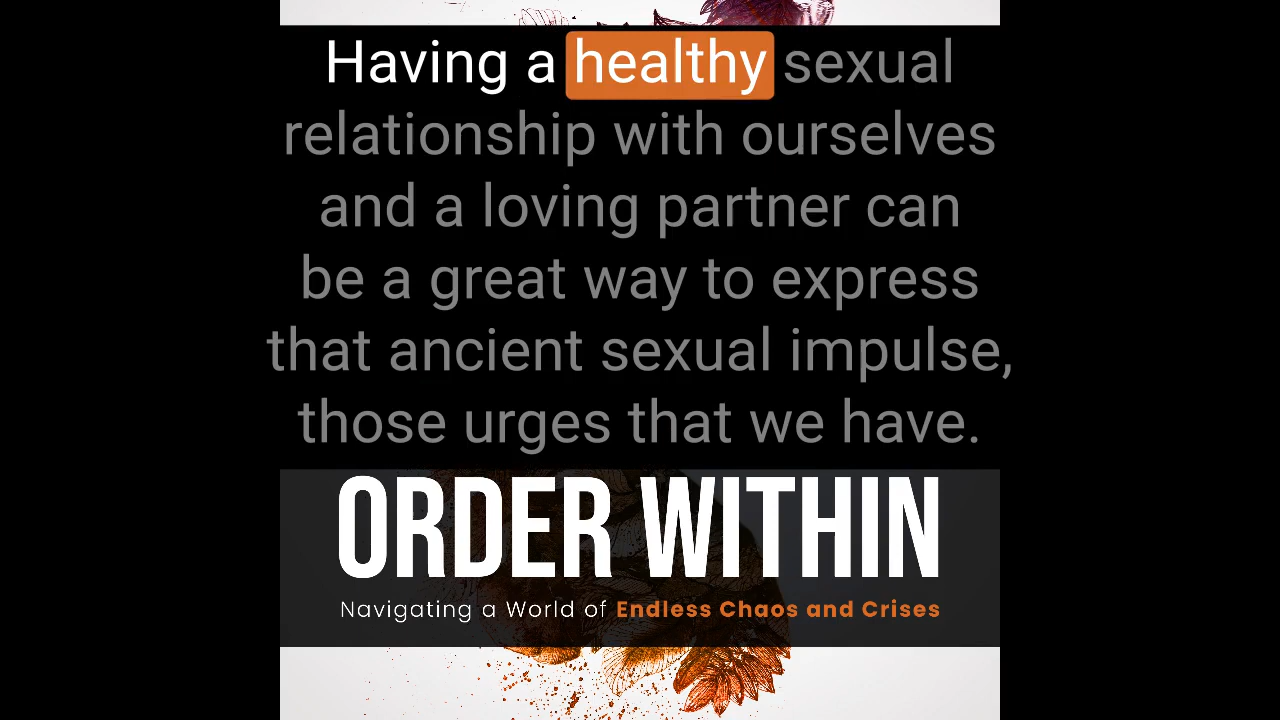 Having a healthy sexual
relationship with ourselves
and a loving partner can
be a great way to express
that ancient sexual impulse,
those urges that we have.
ORDER WITHIN
Navigating a World of Endless Chaos and Crises